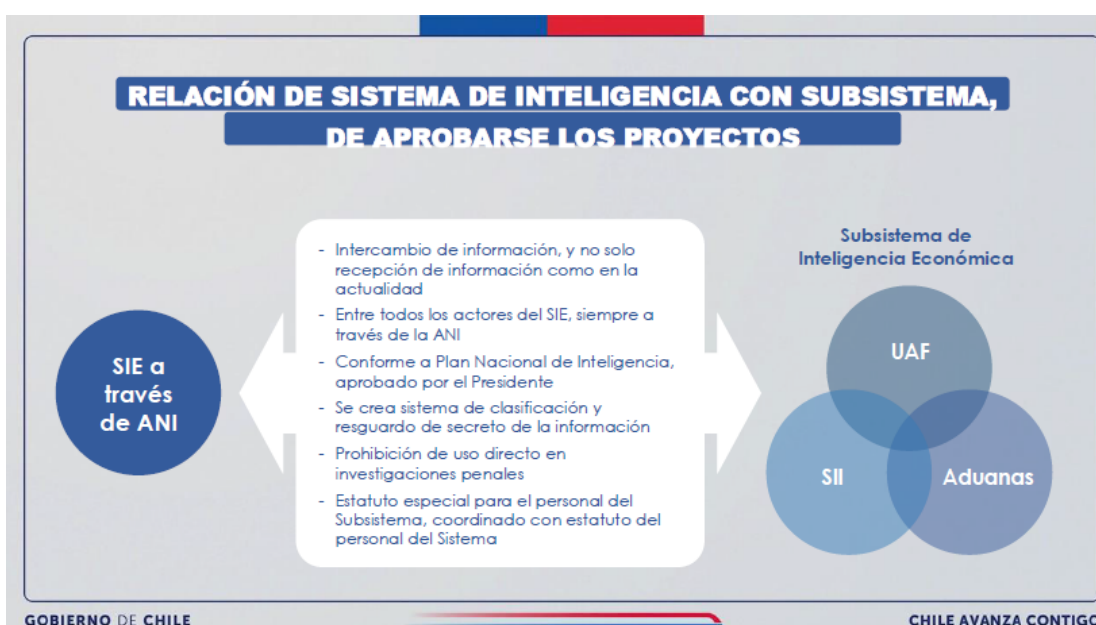 RELACIÓN DE SISTEMA DE INTELIGENCIA CON SUBSISTEMA,
DE APROBARSE LOS PROYECTOS
SIE a
través
de ANI
- Intercambio de información, y no solo
recepción de información como en la
actualidad
- Entre todos los actores del SIE, siempre a
través de la ANI
- Conforme a Plan Nacional de Inteligencia,
aprobado por el Presidente
- Se crea sistema de clasificación y
resguardo de secreto de la información
- Prohibición de uso directo en
investigaciones penales
- Estatuto especial para el personal del
Subsistema, coordinado con estatuto del
personal del Sistema
Subsistema de
Inteligencia Económica
UAF
SII
Aduanas
GOBIERNO DE CHILE
CHILE AVANZA CONTIGO